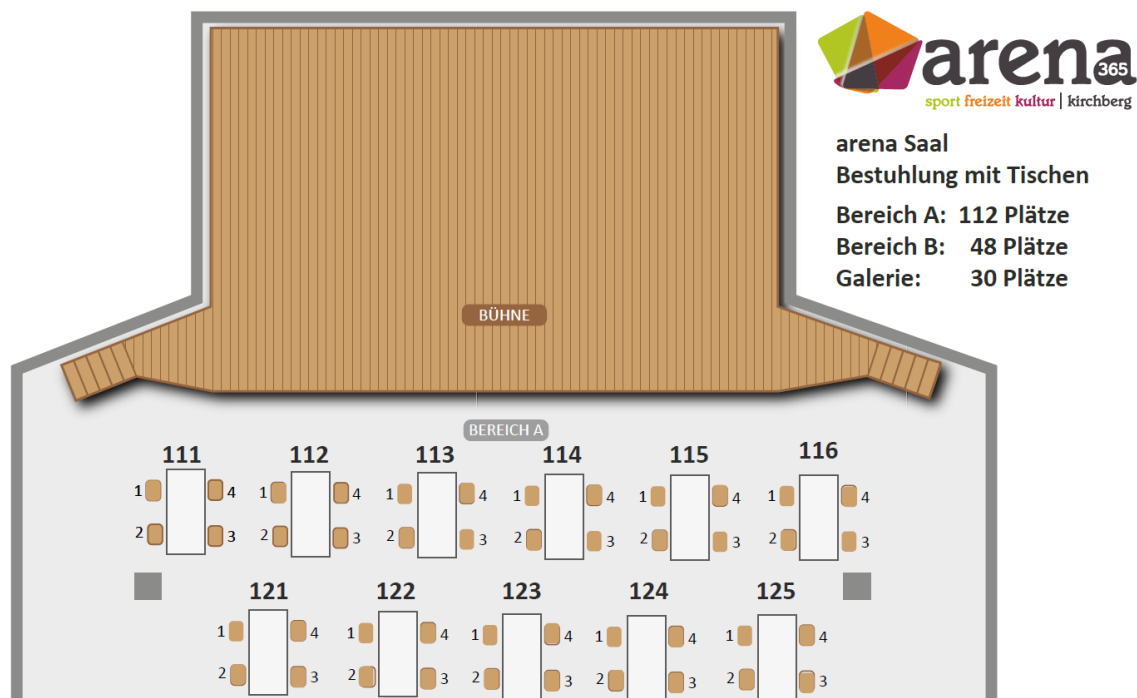 arena
365
sport freizeit kultur | kirchberg
arena Saal
Bestuhlung mit Tischen
Bereich A: 112 Plätze
Bereich B: 48 Plätze
Galerie: 30 Plätze
BÜHNE
BEREICH A
111 112 113 114 115 116
1 4 1 4 1 4 1 4 1 4 1 4
2 3 2 3 2 3 2 3 2 3 2 3
121 122 123 124 125
1 4 1 4 1 4 1 4 1 4
2 3 2 3 2 3 2 3 2 3